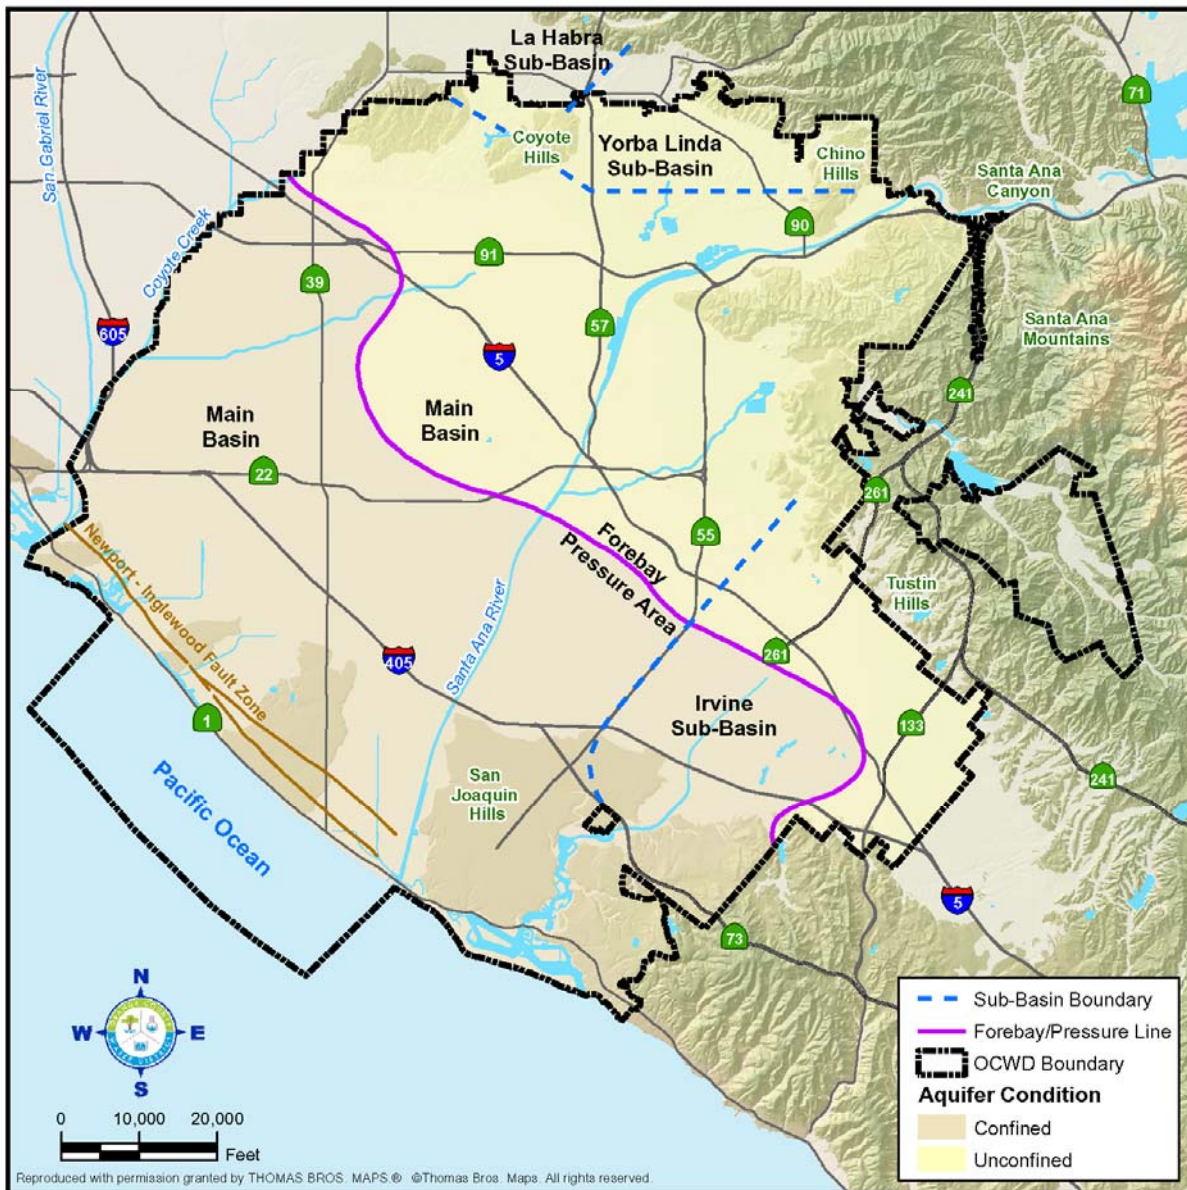 La Habra
Sub-Basin
71
San Gabriel River
Coyote
Hills
Yorba Linda
Sub-Basin
Chino
Hills
Santa Ana
Canyon
Coyote Creek
90
91
39
57
605
5
Santa Ana
Mountains
241
Main
Basin
Main
Basin
22
261
55
Forebay
Pressure Area
Newport - Inglewood Fault Zone
Santa Ana River
Tustin
Hills
405
261
Irvine
Sub-Basin
1
133
241
San
Joaquin
Hills
Pacific Ocean
5
73
N
W
E
S
Sub-Basin Boundary
Forebay/Pressure Line
OCWD Boundary
Aquifer Condition
Confined
Unconfined
0 10,000 20,000
Feet
Reproduced with permission granted by THOMAS BROS. MAPS.® ©Thomas Bros. Maps. All rights reserved.